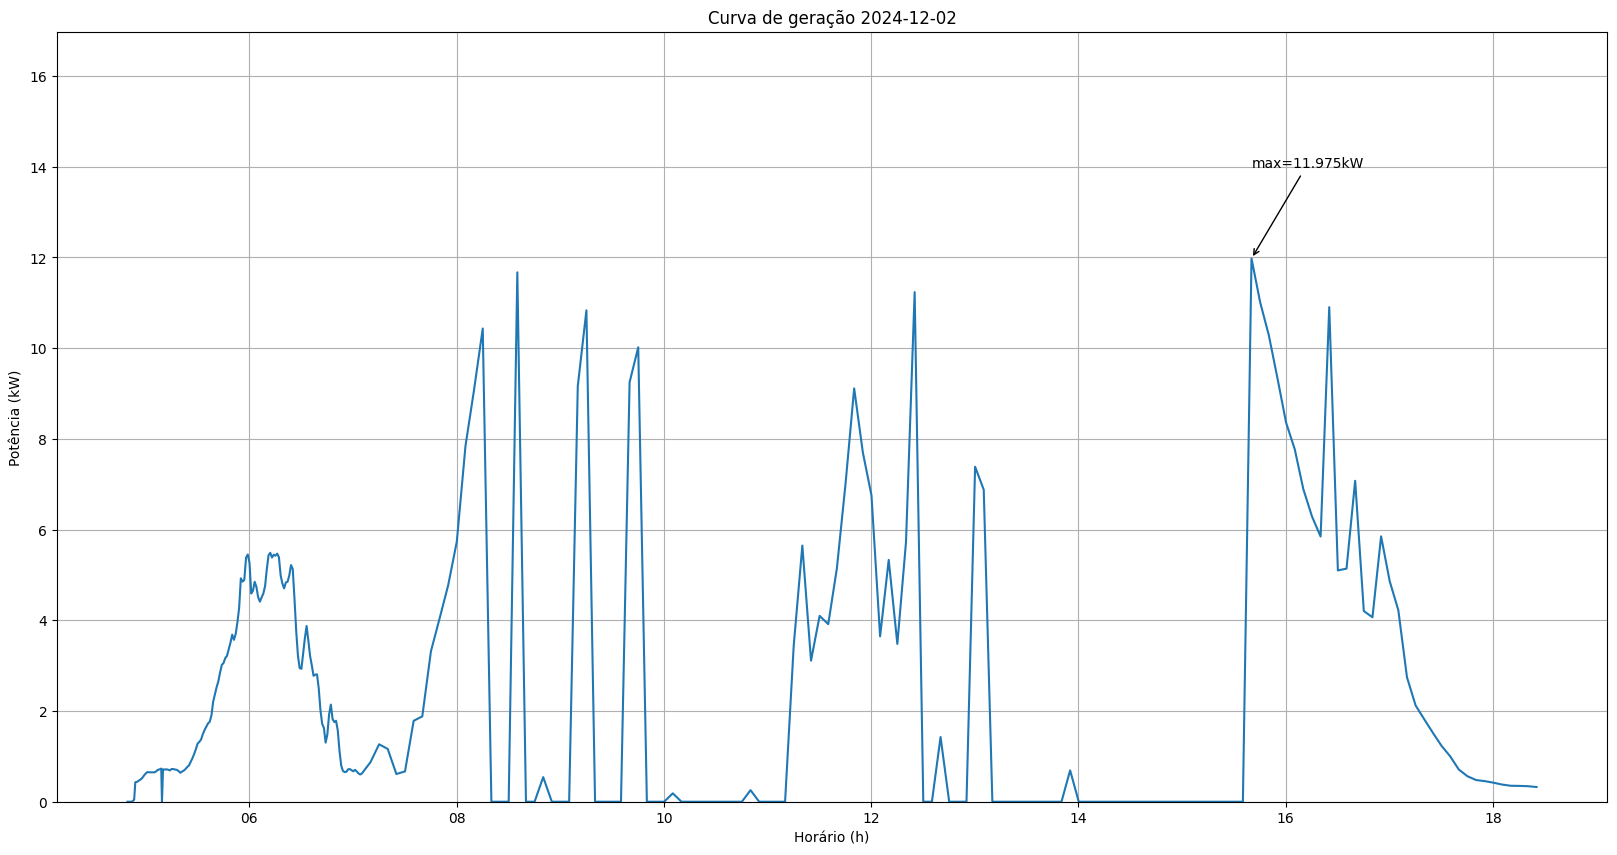 Curva de geração 2024-12-02
16
14
12
10
8
6
4
2
0
Potência (kW)
max=11.975kW
06 08 10 12 14 16 18
Horário (h)